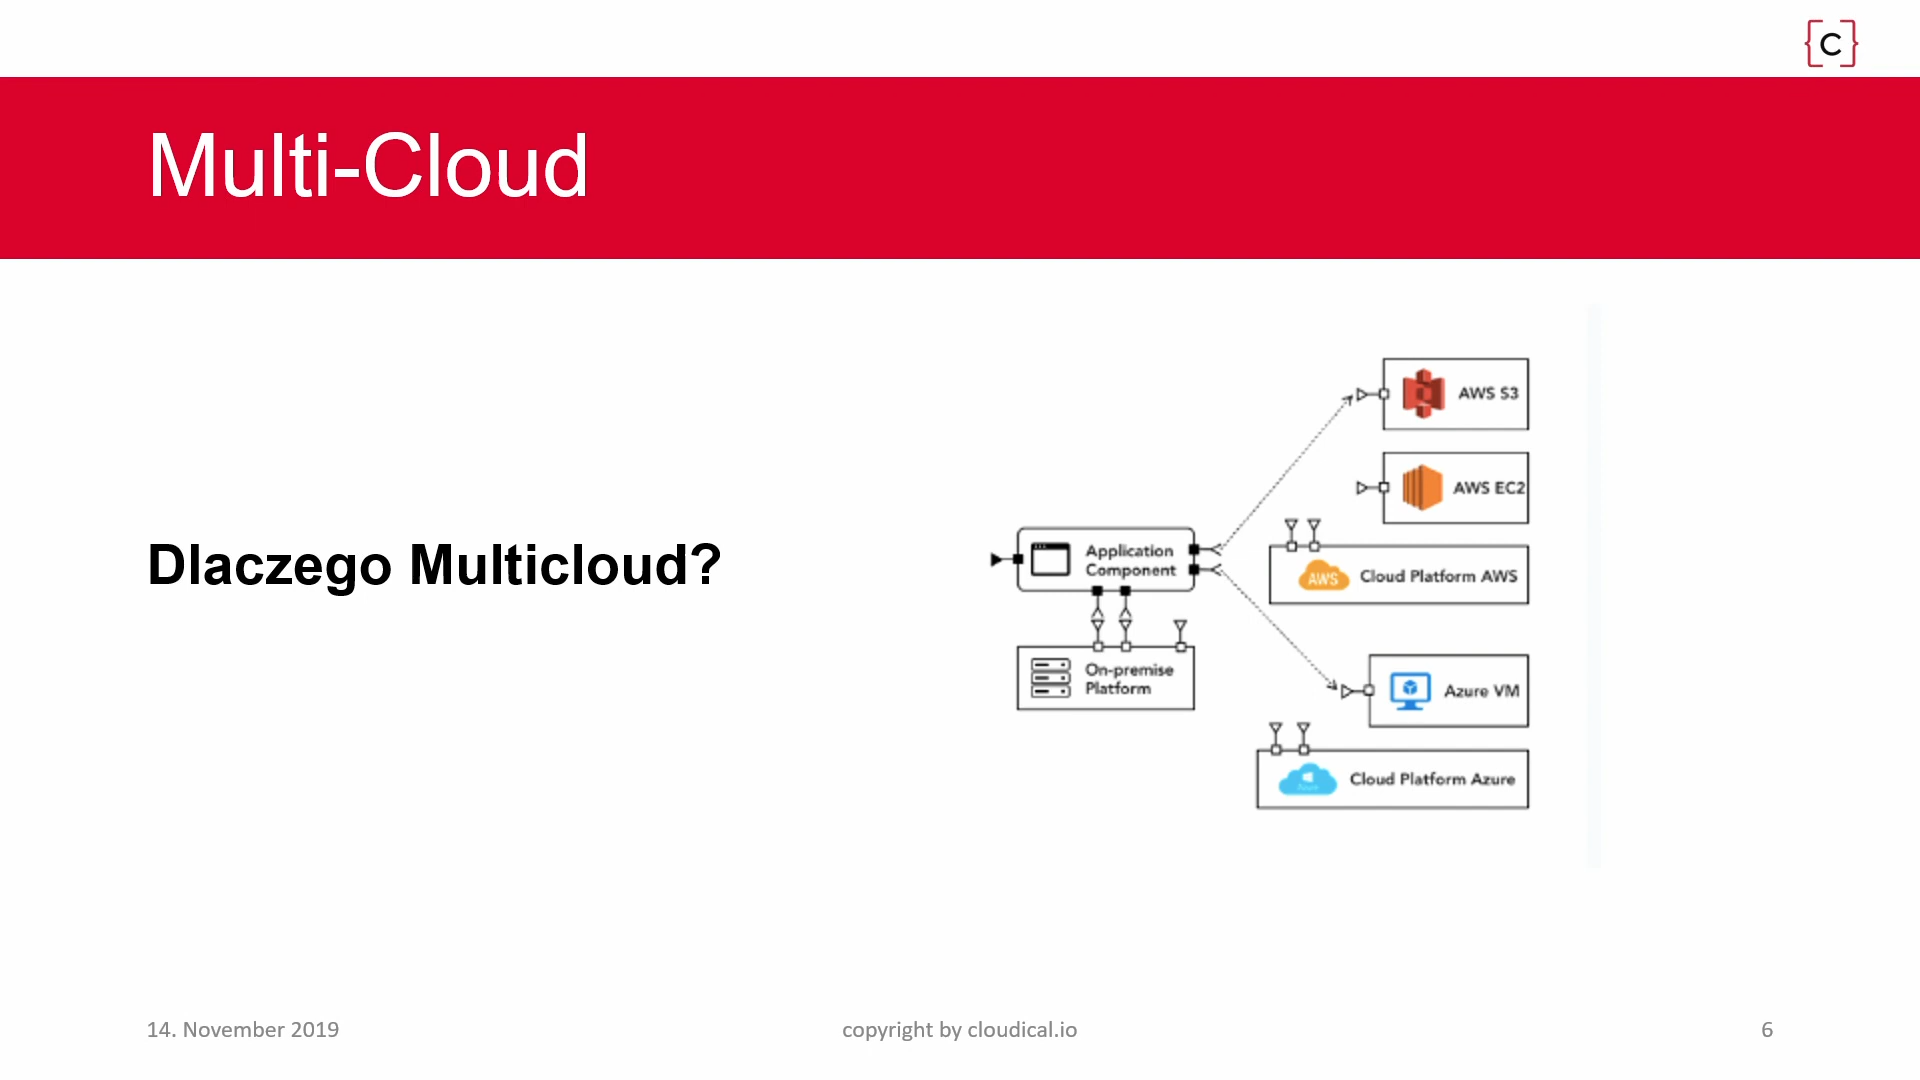 C
Multi-Cloud
Dlaczego Multicloud?
AWS S3
AWS EC2
AWS
Cloud Platform AWS
Application
Component
On-premise
Platform
Azure VM
Cloud Platform Azure
14. November 2019
copyright by cloudical.io
6